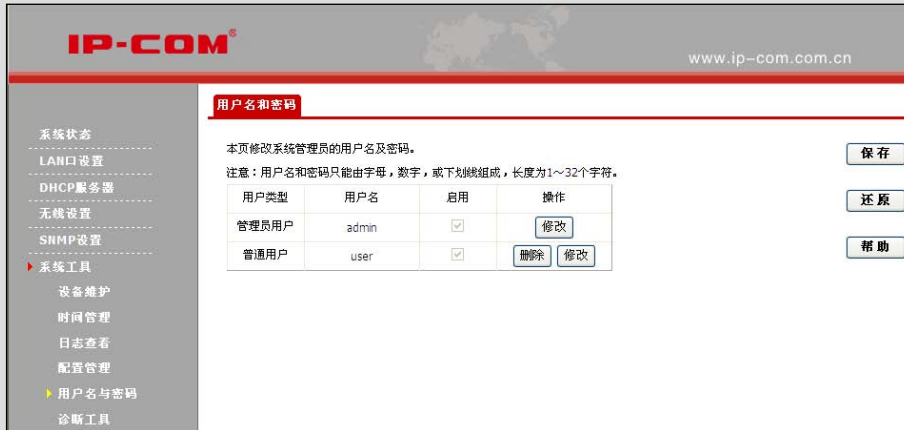 IP-COM®
www.ip-com.com.cn
用户名和密码
系统状态
LAN口设置
DHCP服务器
无线设置
SNMP设置
系统工具
设备维护
时间管理
日志查看
配置管理
用户名与密码
诊断工具
本页修改系统管理员的用户名及密码。
注意：用户名和密码只能由字母，数字，或下划线组成，长度为1～32个字符。
用户类型 用户名 启用 操作
管理员用户 admin 修改
普通用户 user 删除 修改
保存
还原
帮助